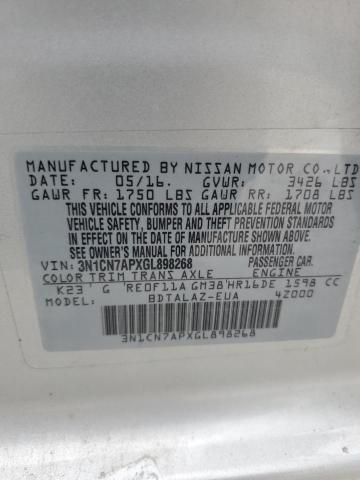 MANUFACTURED BY NISSAN MOTOR CO.,LTD
DATE: 05/16. GVWR: 3426 LBS
GAWR FR: 1750 LBS GAWR RR: 1708 LBS
THIS VEHICLE CONFORMS TO ALL APPLICABLE FEDERAL MOTOR
VEHICLE SAFETY, BUMPER AND THEFT PREVENTION
STANDARDS IN EFFECT ON THE DATE OF MANUFACTURE SHOWN ABOVE.
SEE OWNER'S MANUAL OR AND ADDITIONAL INFORMATION.
VIN: 3N1CN7APXGL898268 PASSENGER CAR.
COLOR TRIM TRANS AXLE ENGINE
K23 G RE0F11A GM38 HR16DE 1598 CC
MODEL: BDTALAZ-EUA 4Z000
3N1CN7APXGL898268